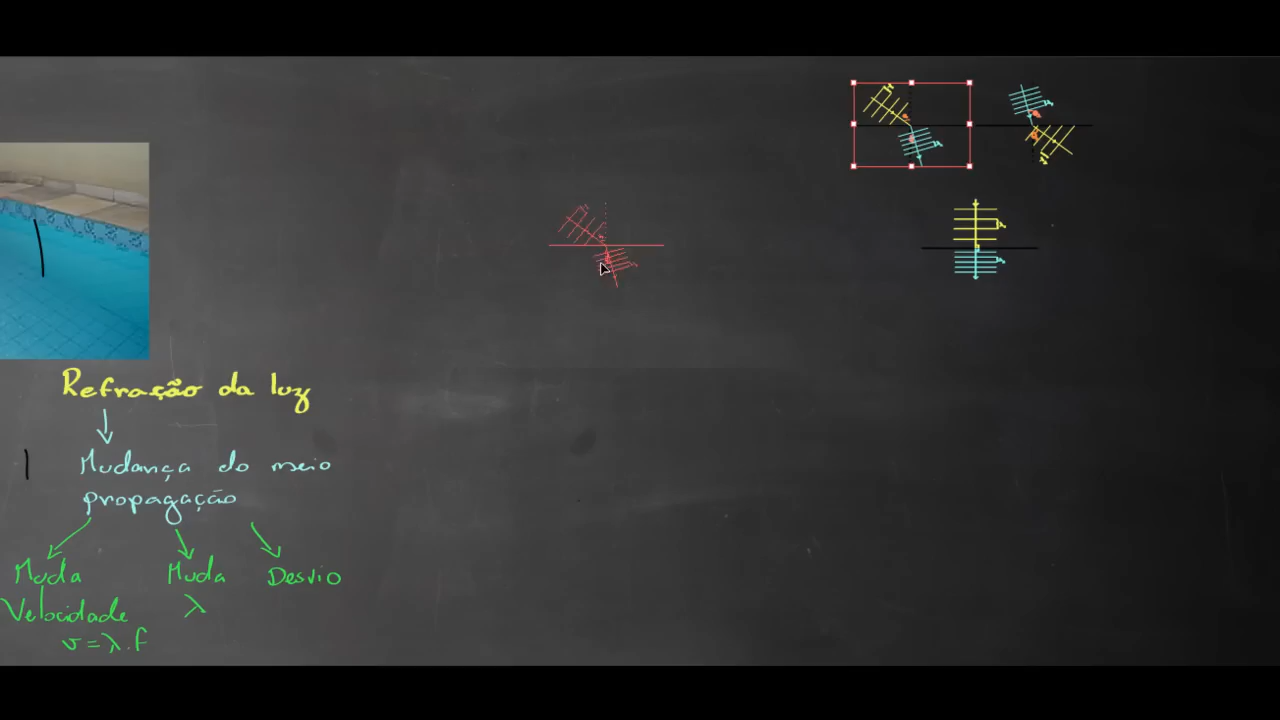 Refração da luz
Mudança do meio
propagação
Muda
Velocidade
v = λ.f
Muda
λ
Desvio